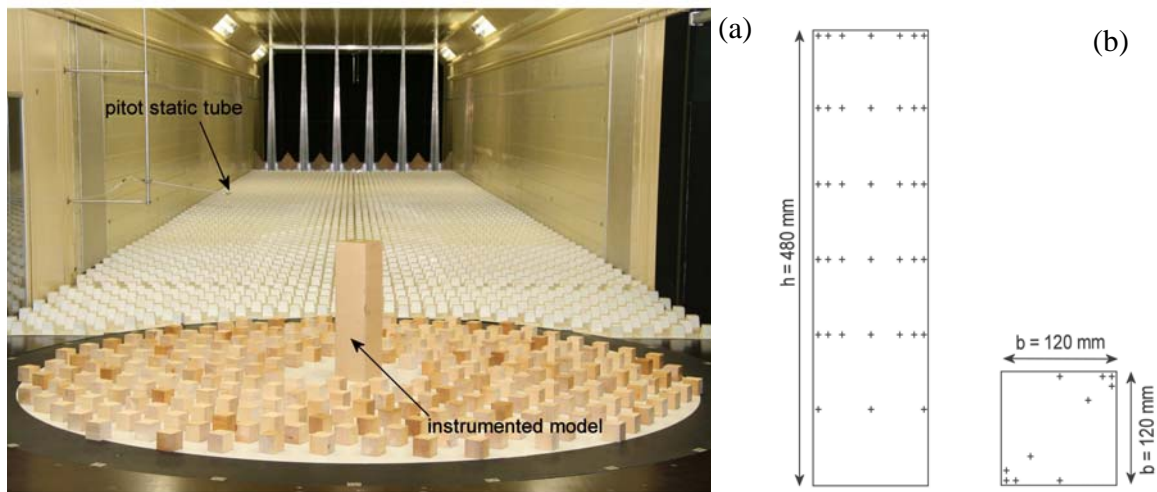 pitot static tube
instrumented model
(a)
h = 480 mm
(b)
b = 120 mm
b = 120 mm